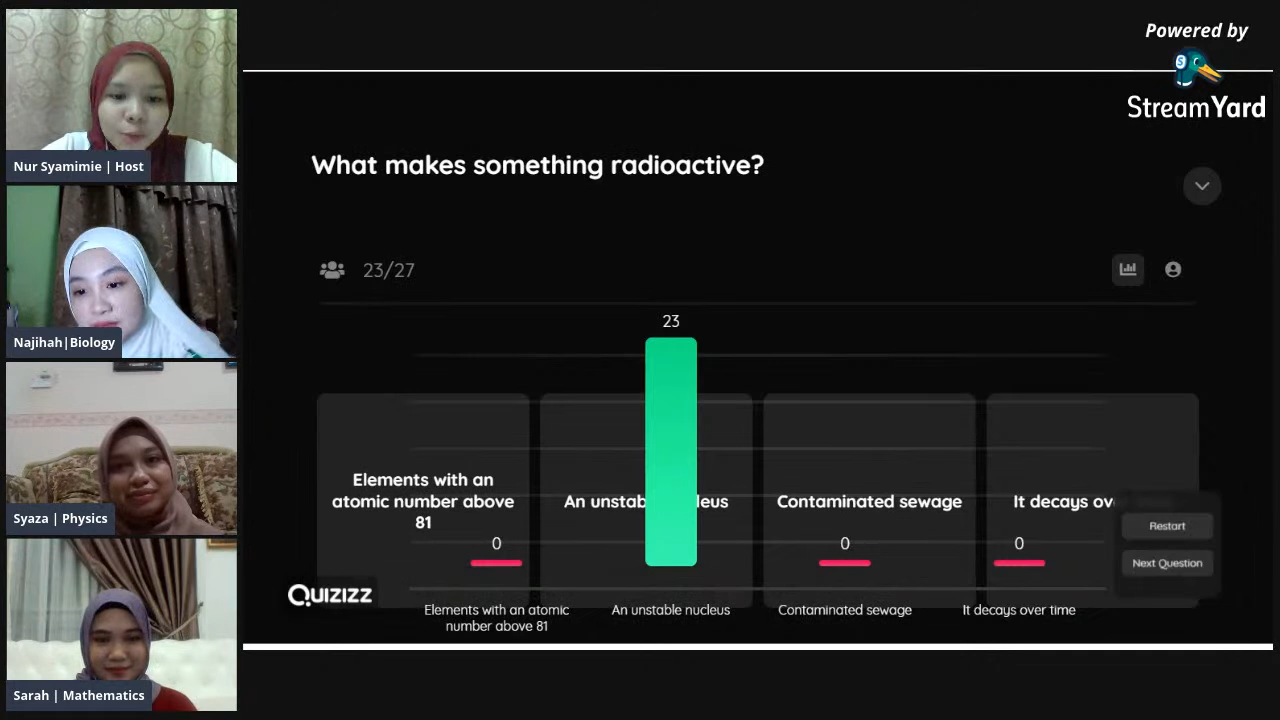 Powered by
StreamYard
Nur Syamimie | Host
Najihah|Biology
Syaza | Physics
Sarah | Mathematics
What makes something radioactive?
23/27
23
Elements with an
atomic number above
81
An unstab leus
Contaminated sewage
It decays ov
0
0
0
Restart
Next Question
Quizizz
Elements with an atomic
number above 81
An unstable nucleus
Contaminated sewage
It decays over time